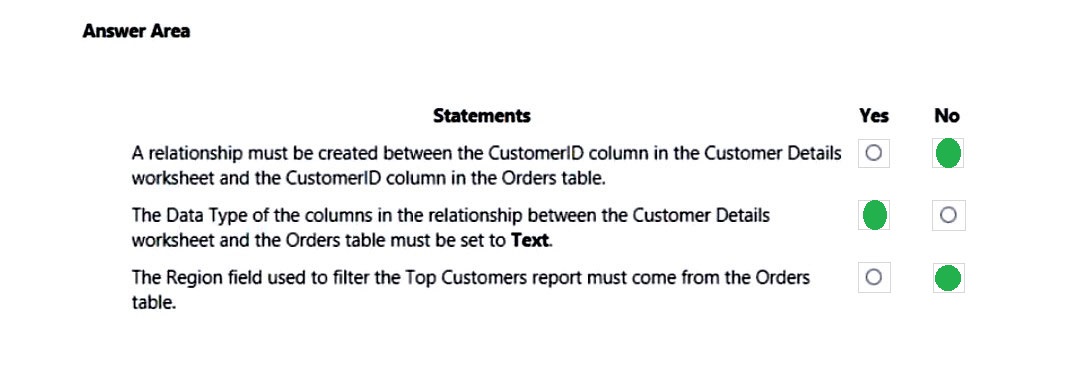 Answer Area
Statements Yes No
A relationship must be created between the CustomerID column in the Customer Details
worksheet and the CustomerID column in the Orders table.
The Data Type of the columns in the relationship between the Customer Details
worksheet and the Orders table must be set to Text.
The Region field used to filter the Top Customers report must come from the Orders
table.